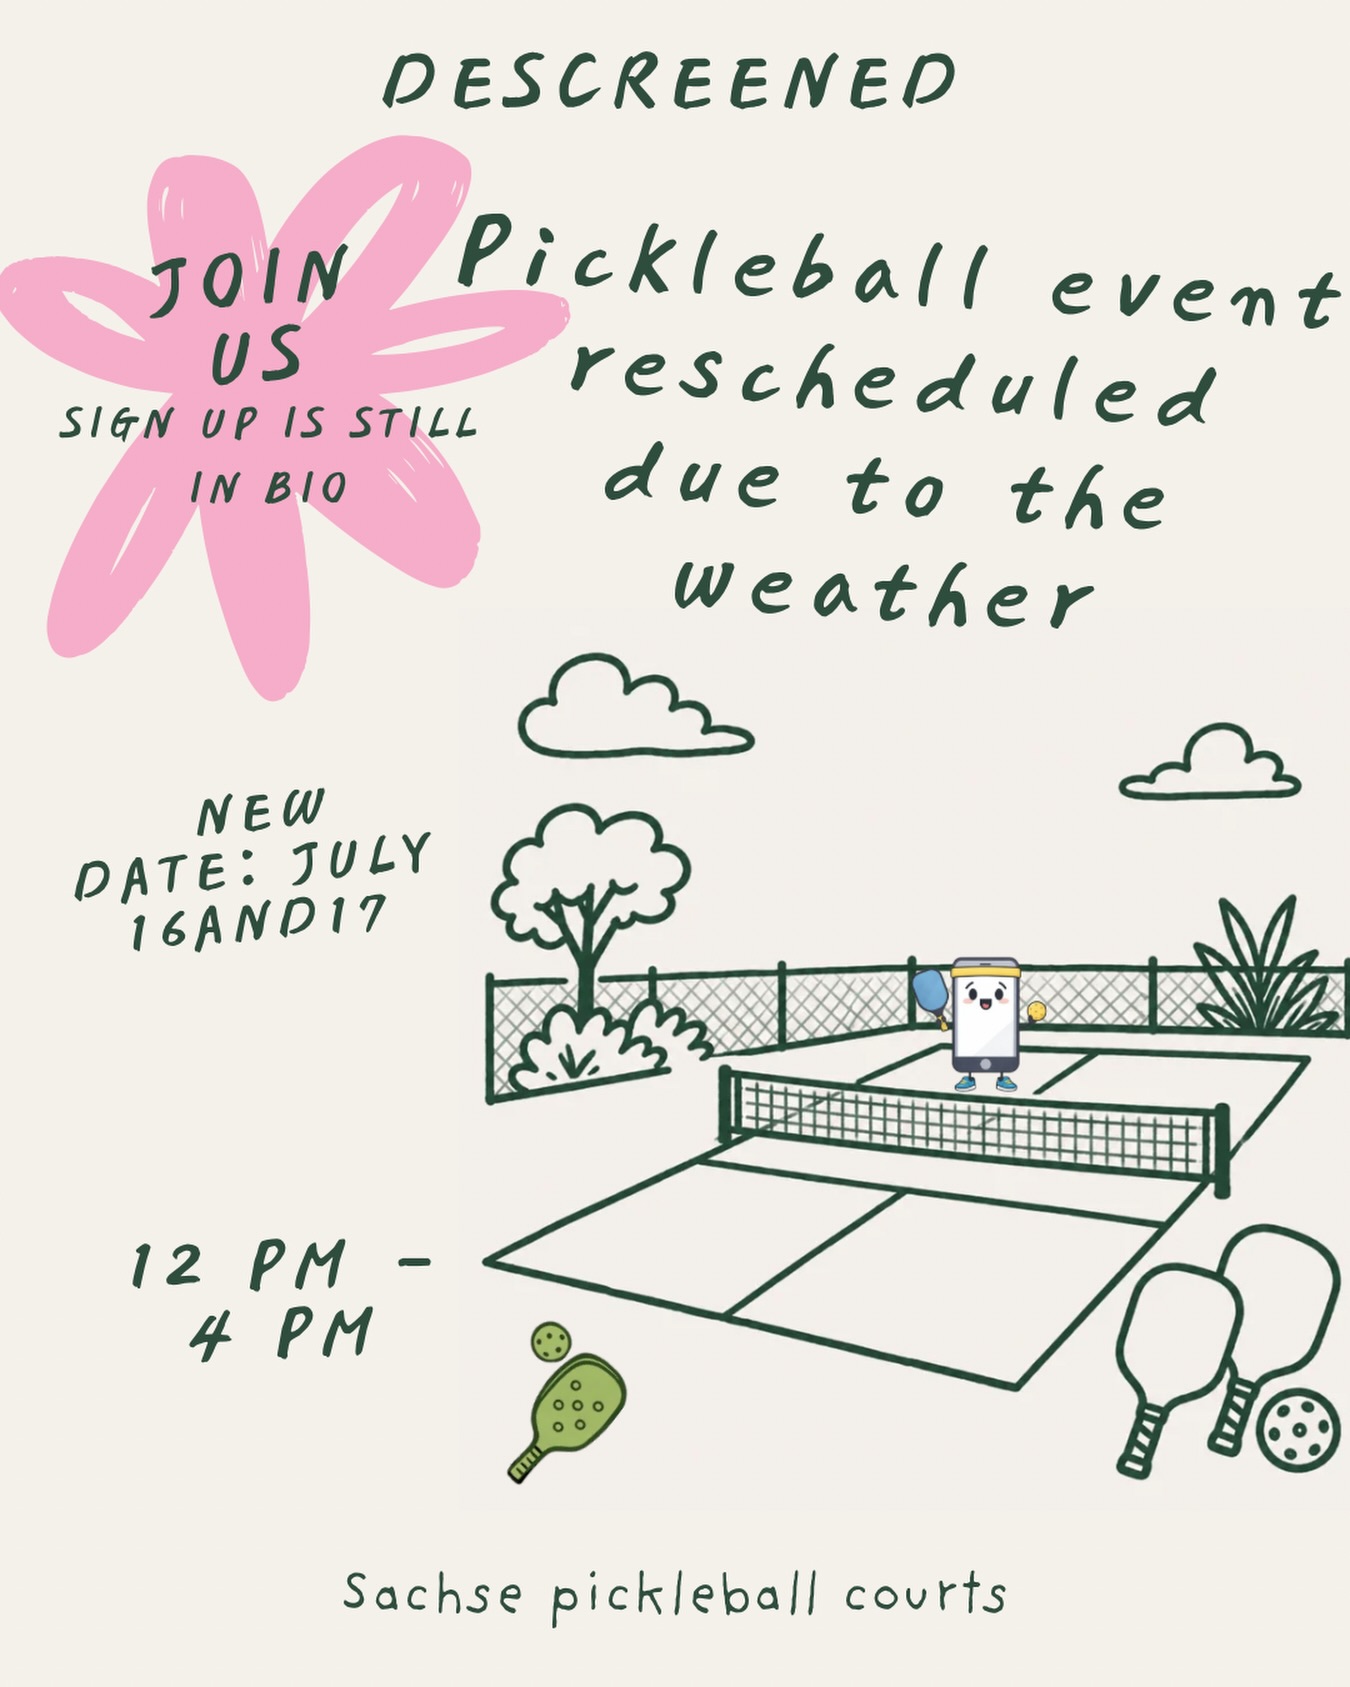 DESCREENED
JOIN
US
SIGN UP IS STILL
IN BIO
Pickleball event
rescheduled
due to the
weather
NEW
DATE: JULY
16AND17
12 PM -
4 PM
Sachse pickleball courts